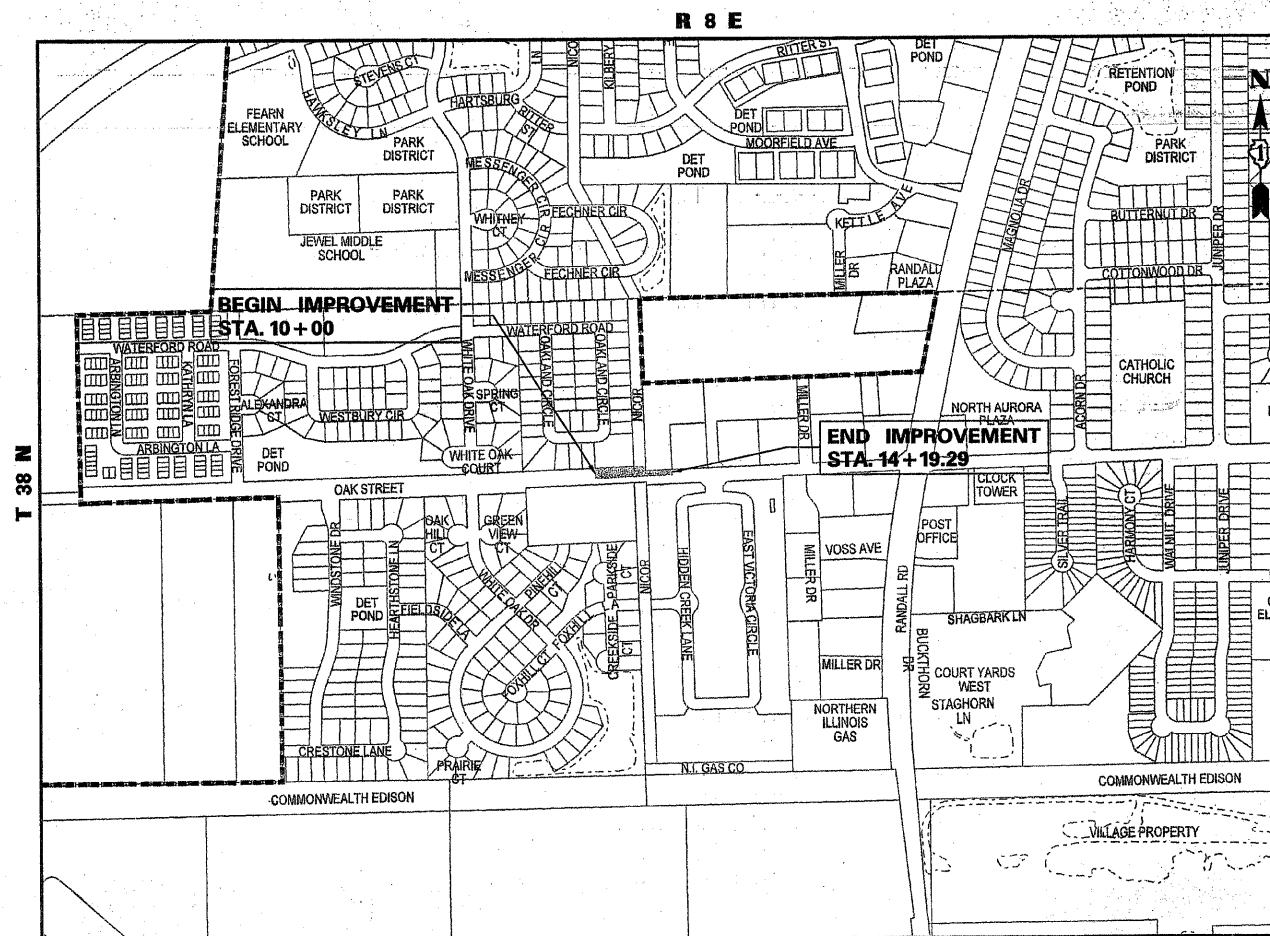 R 8 E
T 38 N
N
STEVENS CT
HAWKSLEY LN
FEARN
ELEMENTARY
SCHOOL
PARK
DISTRICT
HARTSBURG
RITTER
ST
KILBERY
RITTER ST
DET
POND
DET
POND
MOORFIELD AVE
DET
POND
RETENTION
POND
PARK
DISTRICT
PARK
DISTRICT
PARK
DISTRICT
JEWEL MIDDLE
SCHOOL
MESSENGER CIR
WHITNEY
CT
CIR
MESSENGER
FECHNER CIR
FECHNER CIR
KETTLE AVE
MILLER
DR
RANDALL
PLAZA
MAGNOLIA DR
BUTTERNUT DR
COTTONWOOD DR
JUNIPER DR
BEGIN IMPROVEMENT
STA. 10+00
WATERFORD ROAD
ARBINGTON LN
KATHRYN LA
FOREST RIDGE DRIVE
ALEXANDRA
CT
WESTBURY CIR
ARBINGTON LA
DET
POND
WHITE OAK DRIVE
SPRING
CT
WHITE OAK
COURT
WATERFORD ROAD
OAKLAND CIRCLE
OAKLAND CIRCLE
NICOR
MILLER DR
NORTH AURORA
PLAZA
ACORN DR
CATHOLIC
CHURCH
END IMPROVEMENT
STA. 14+19.29
OAK STREET
CLOCK
TOWER
POST
OFFICE
VOSS AVE
WINDSTONE DR
HEARTHSTONE LN
DET
POND
OAK
HILL
CT
GREEN
VIEW
CT
WHITE OAK DR
PINEHILL
CT
FIELDSIDE LA
FOXHILL LA
FOXHILL CT
PARKSIDE
CT
CREEKSIDE
CT
NICOR
HIDDEN CREEK LANE
EAST VICTORIA CIRCLE
MILLER DR
MILLER DR
RANDALL RD
BUCKTHORN
DR
SILVER TRAIL
HARMONY CT
WALNUT DRIVE
JUNIPER DRIVE
SHAGBARK LN
COURT YARDS
WEST
STAGHORN
LN
NORTHERN
ILLINOIS
GAS
CRESTONE LANE
PRAIRIE
CT
N.I. GAS CO
COMMONWEALTH EDISON
COMMONWEALTH EDISON
VILLAGE PROPERTY